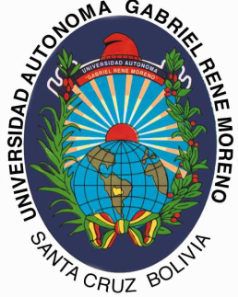 UNIVERSIDAD AUTONOMA GABRIEL RENE MORENO
UNIVERSIDAD AUTONOMA
GABRIEL RENE MORENO
SANTA CRUZ BOLIVIA